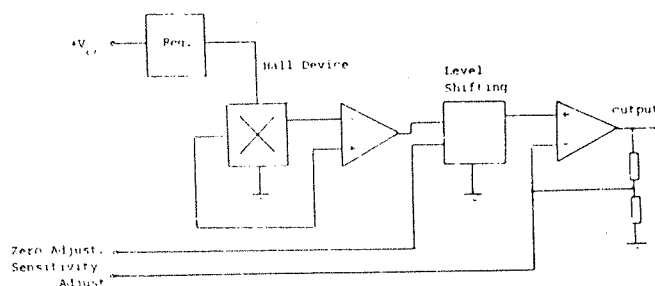 Reg.
Hall Device
Level
Shifting
output
- +
+ -
Zero Adjust.
Sensitivity
Adjust